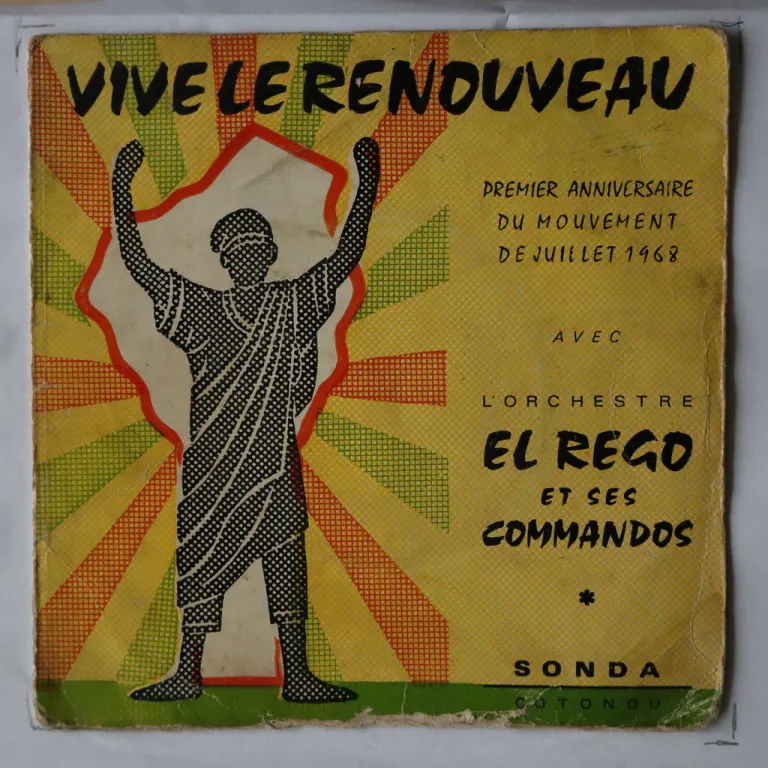 VIVE LE RENOUVEAU
PREMIER ANNIVERSAIRE
DU MOUVEMENT
DE JUILLET 1968
AVEC
L'ORCHESTRE
EL REGO
ET SES
COMMANDOS
*
SONDA
COTONOU